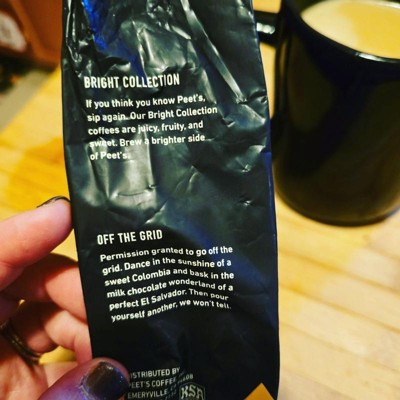 BRIGHT COLLECTION
If you think you know Peet's,
sip again. Our Bright Collection
coffees are juicy, fruity, and
sweet. Brew a brighter side
of Peet's.
OFF THE GRID
Permission granted to go off the
grid. Dance in the sunshine of a
sweet Colombia and bask in the
milk chocolate wonderland of a
perfect El Salvador. Then pour
yourself another, we won't tell.
DISTRIBUTED BY
PEET'S COFFEE
EMERYVILLE,
KSA